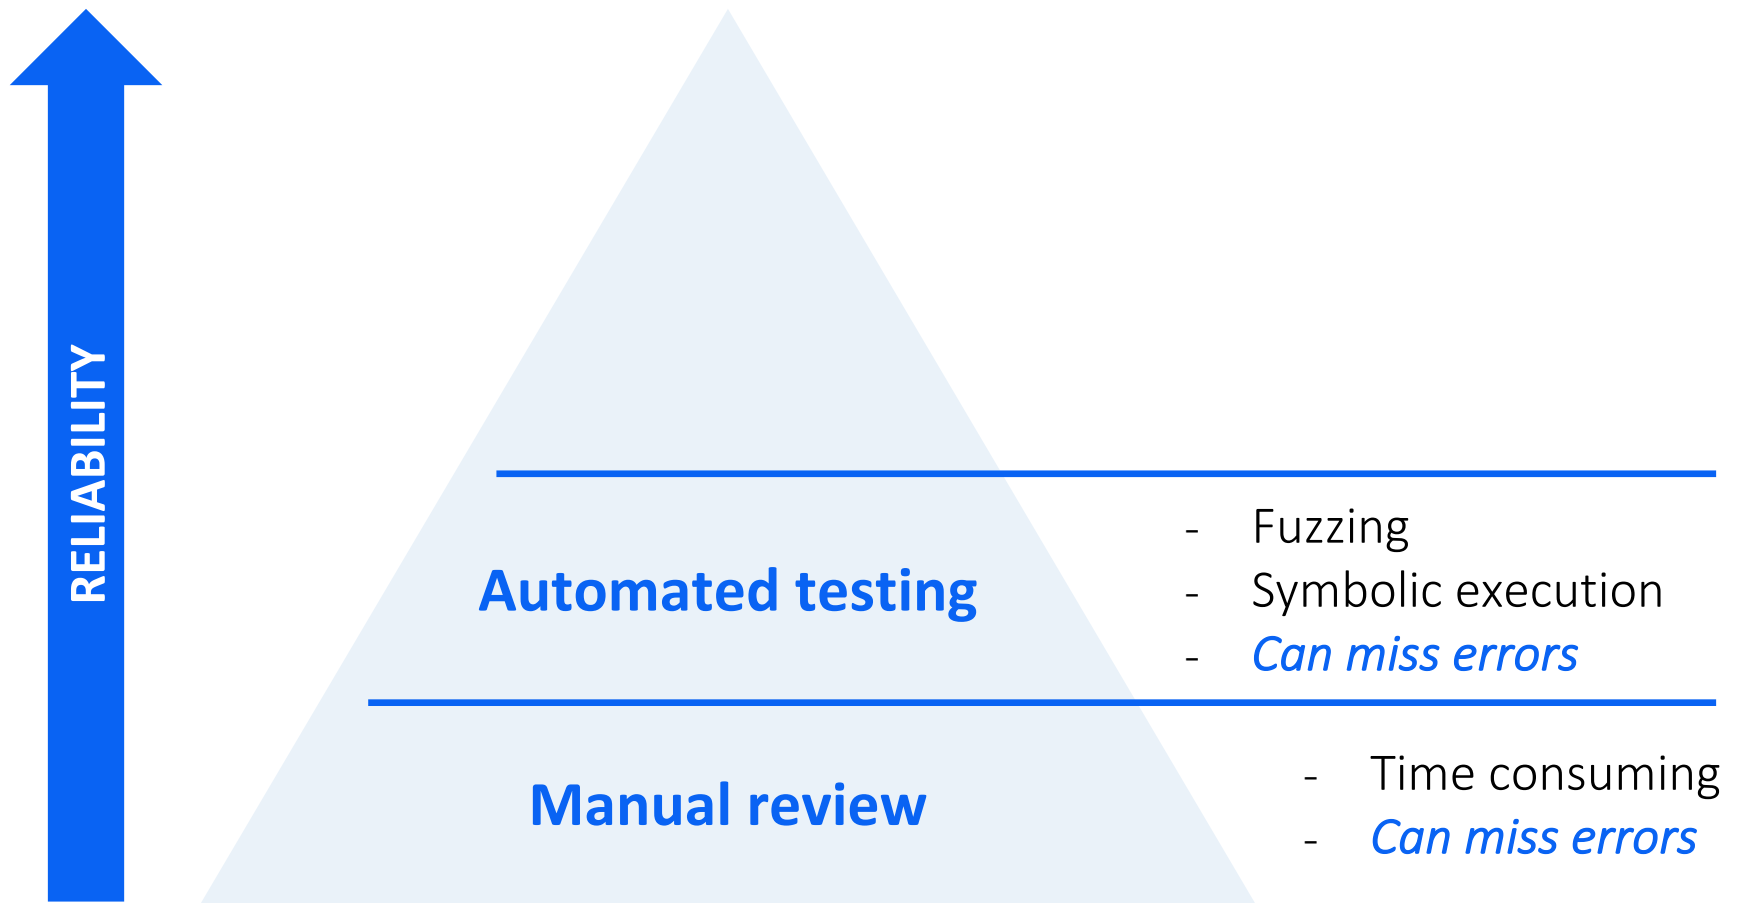 RELIABILITY
Automated testing
- Fuzzing
- Symbolic execution
- Can miss errors
Manual review
- Time consuming
- Can miss errors